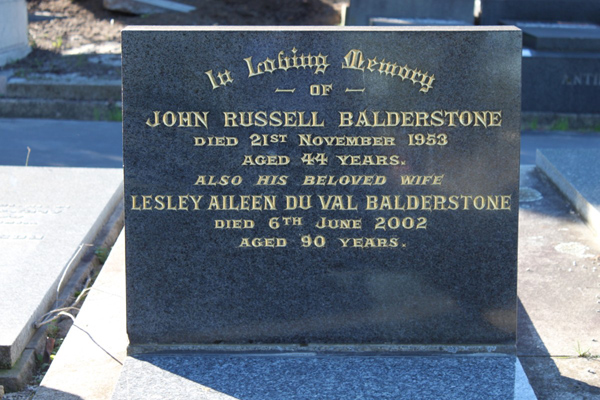 In Loving Memory
— OF —
JOHN RUSSELL BALDERSTONE
DIED 21ST NOVEMBER 1953
AGED 44 YEARS.
ALSO HIS BELOVED WIFE
LESLEY AILEEN DU VAL BALDERSTONE
DIED 6TH JUNE 2002
AGED 90 YEARS.